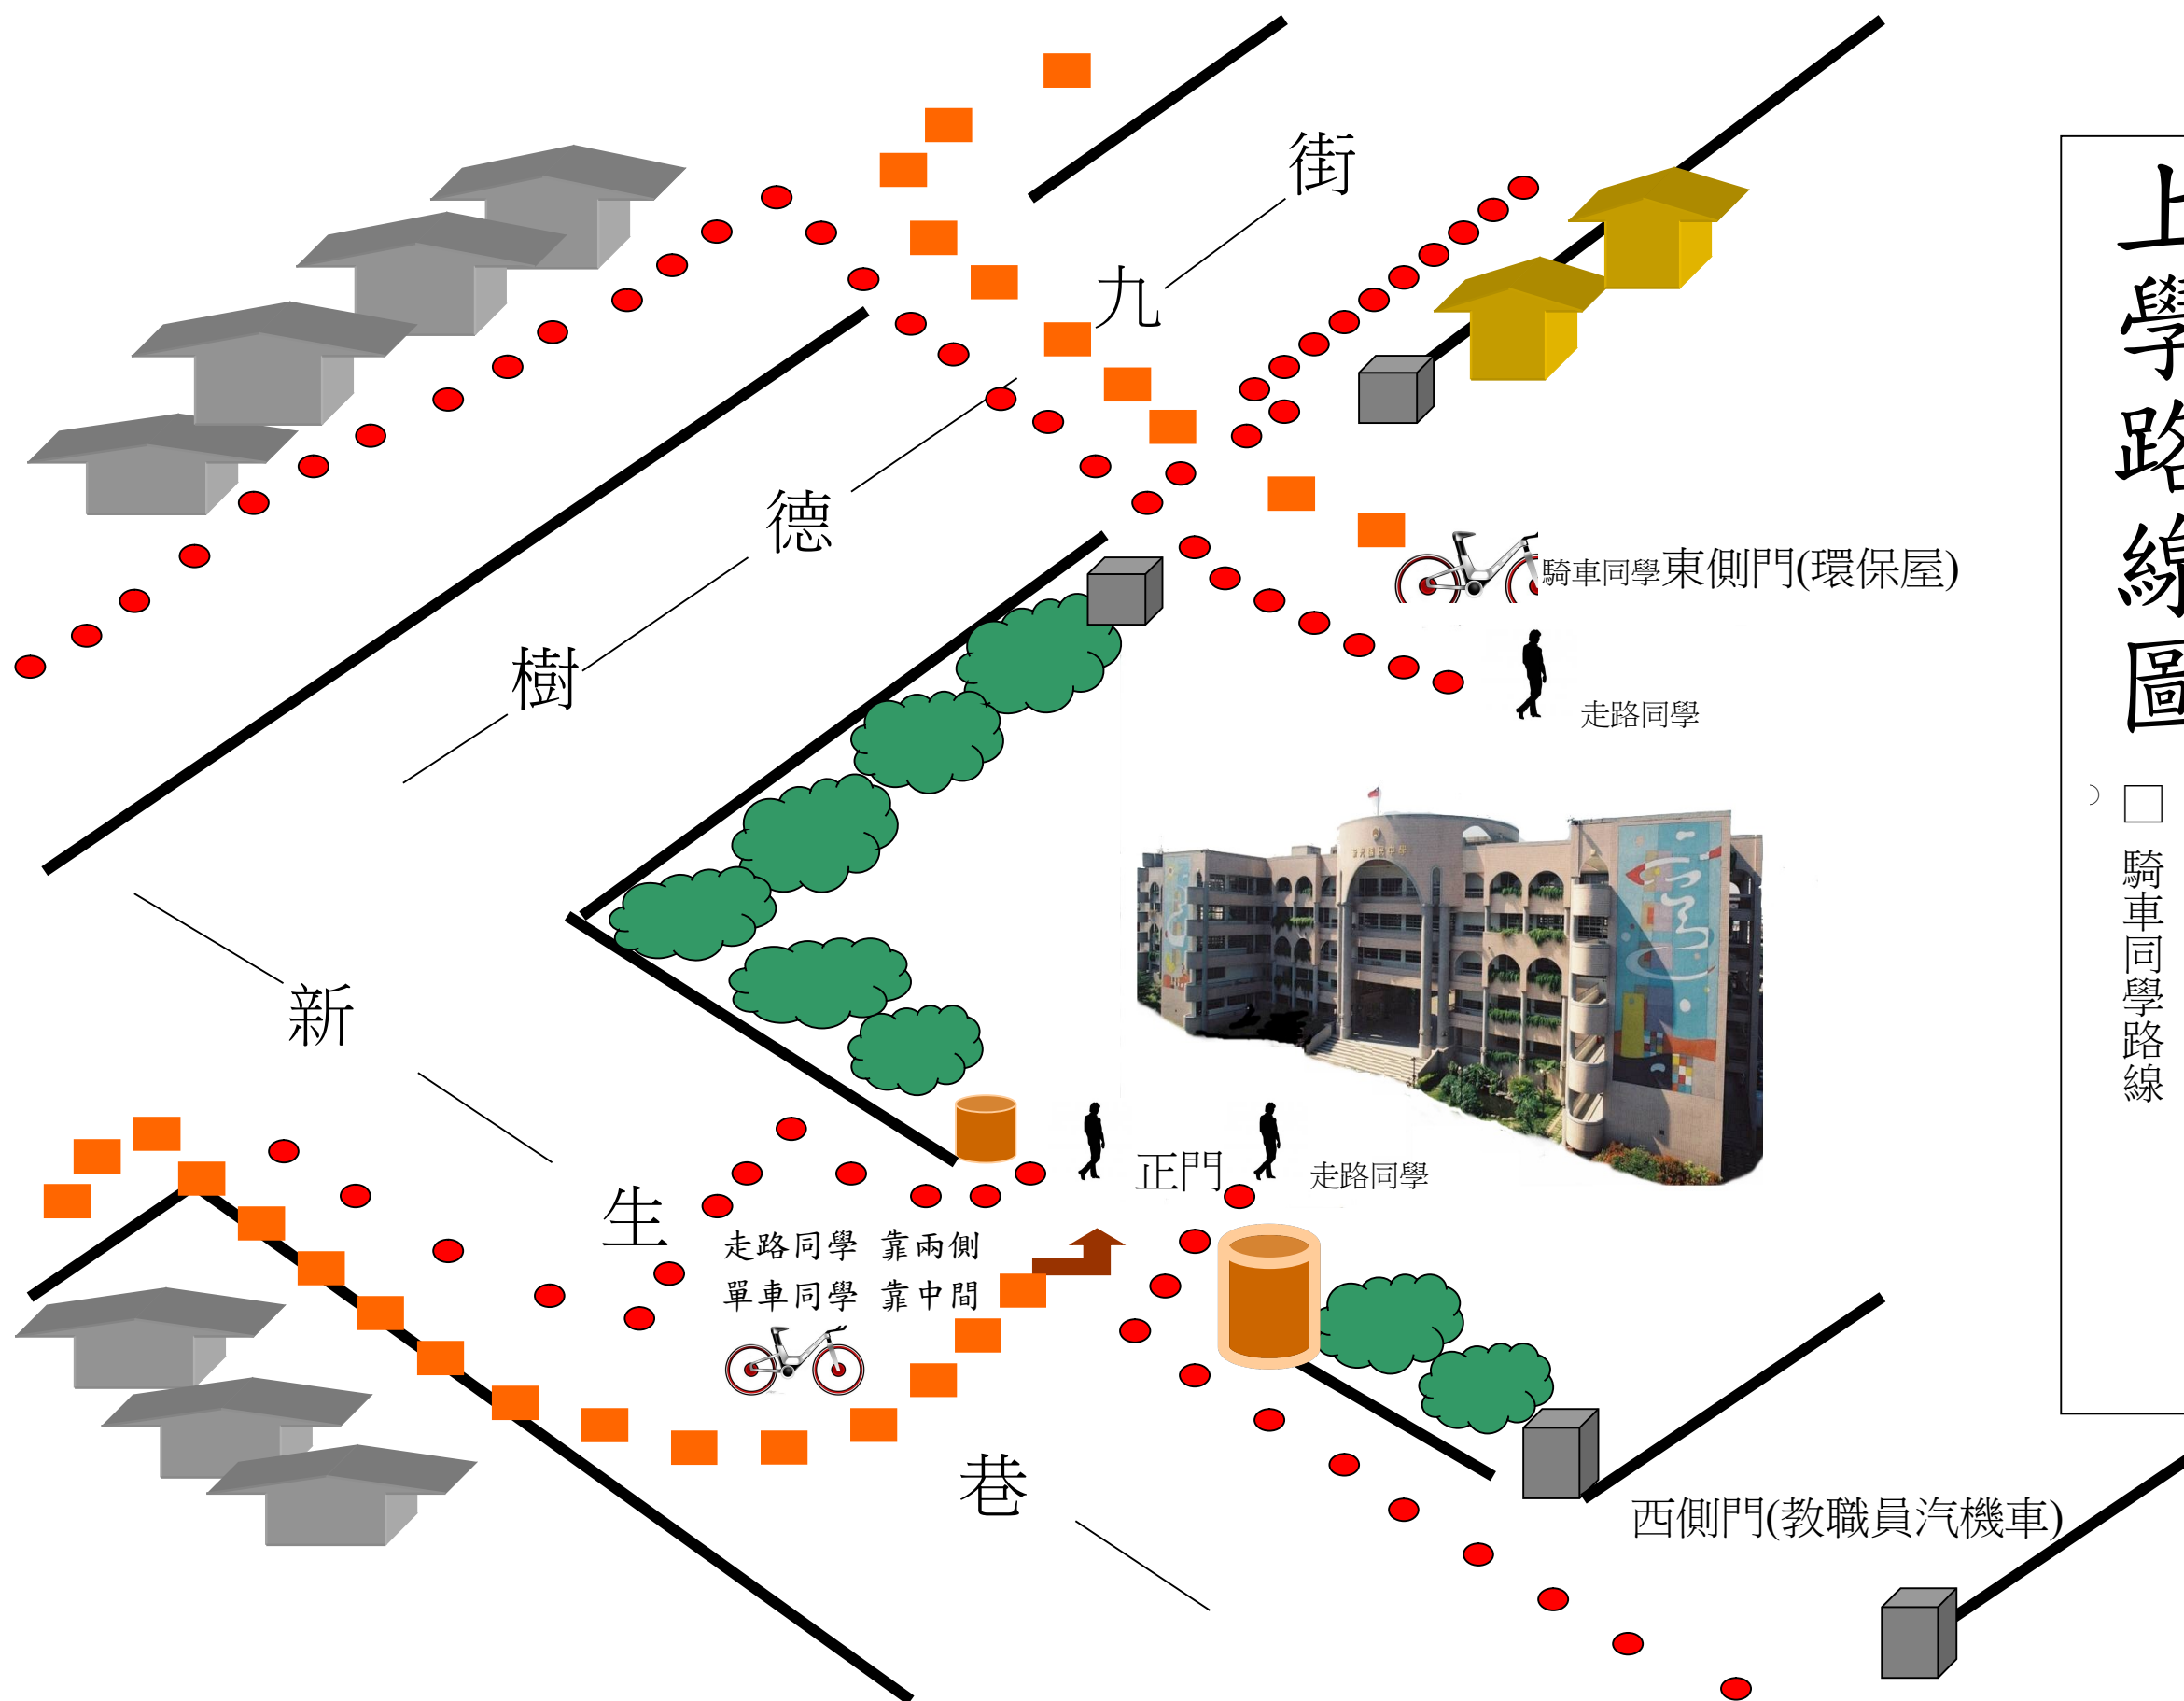 上學路線圖
□ 騎車同學路線
樹德九街
騎車同學東側門(環保屋)
走路同學
新生巷
正門
走路同學
走路同學 靠兩側
單車同學 靠中間
西側門(教職員汽機車)